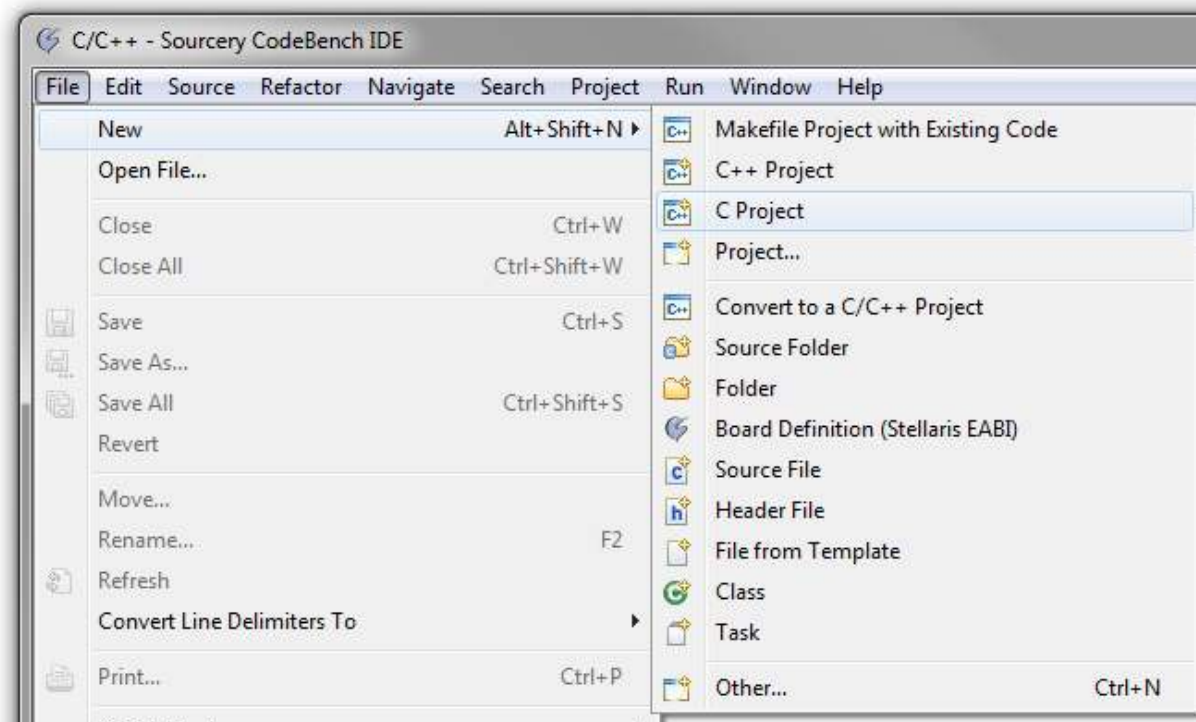 C/C++ - Sourcery CodeBench IDE
File Edit Source Refactor Navigate Search Project Run Window Help
New Alt+Shift+N
Open File...
Close Ctrl+W
Close All Ctrl+Shift+W
Save Ctrl+S
Save As...
Save All Ctrl+Shift+S
Revert
Move...
Rename... F2
Refresh
Convert Line Delimiters To
Print... Ctrl+P
Makefile Project with Existing Code
C++ Project
C Project
Project...
Convert to a C/C++ Project
Source Folder
Folder
Board Definition (Stellaris EABI)
Source File
Header File
File from Template
Class
Task
Other... Ctrl+N